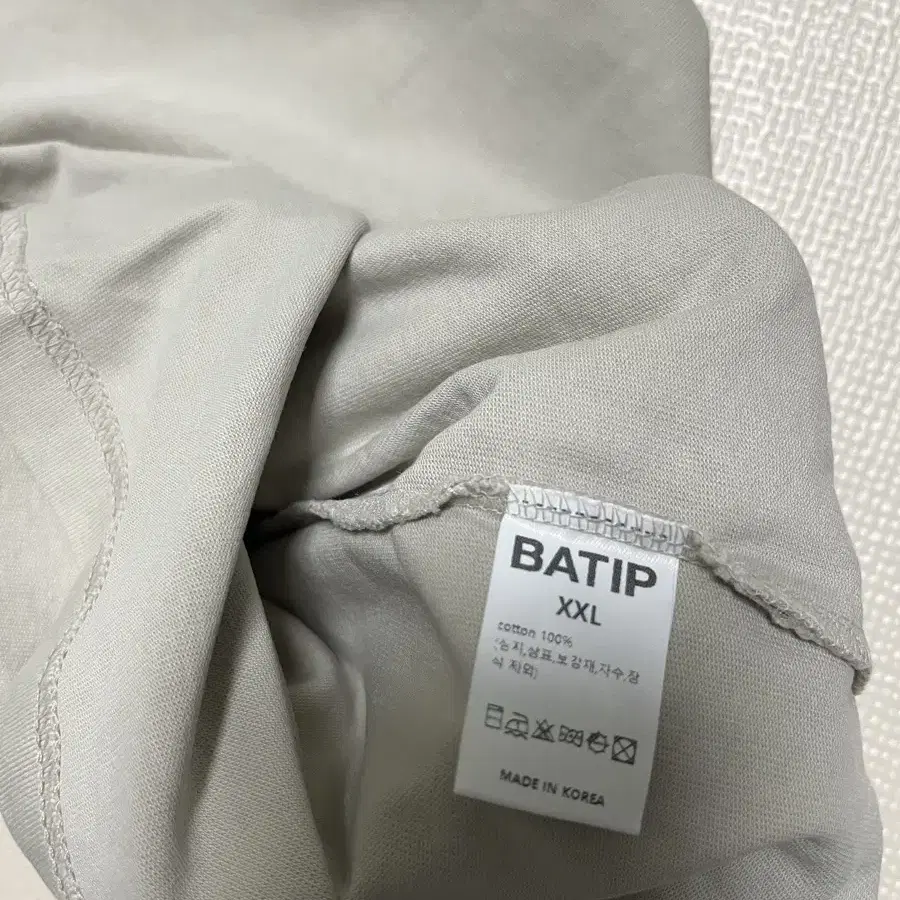 BATIP
XXL
cotton 100%
(심지,상표,보강재,자수,장
식 제외)
MADE IN KOREA